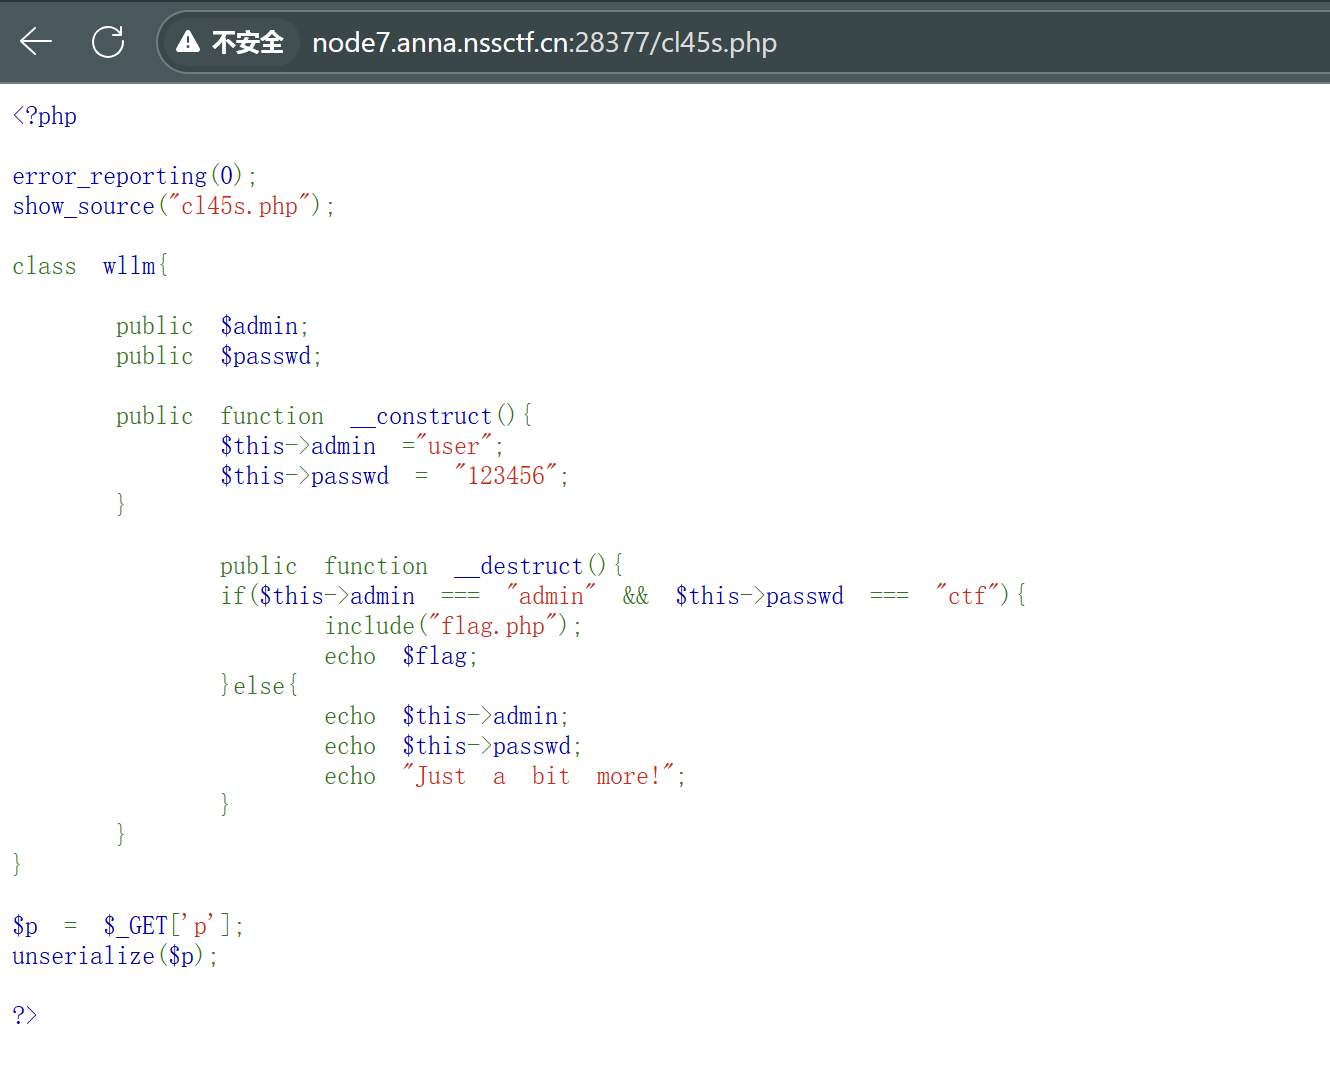 不安全 node7.anna.nssctf.cn:28377/cl45s.php
<?php
error_reporting(0);
show_source("cl45s.php");
class wllm{
public $admin;
public $passwd;
public function __construct(){
$this->admin ="user";
$this->passwd = "123456";
}
public function __destruct(){
if($this->admin === "admin" && $this->passwd === "ctf"){
include("flag.php");
echo $flag;
}else{
echo $this->admin;
echo $this->passwd;
echo "Just a bit more!";
}
}
}
$p = $_GET['p'];
unserialize($p);
?>